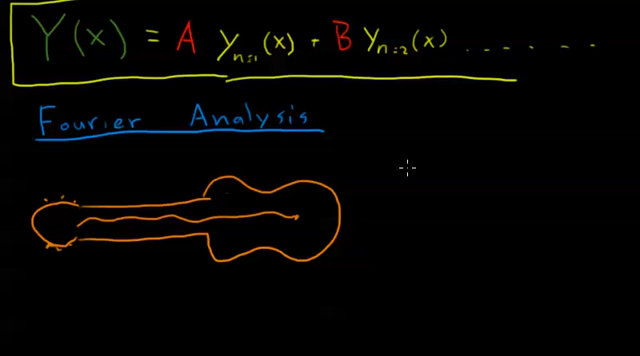 Y(x) = A y_{n=1}(x) + B y_{n=2}(x) .......
Fourier Analysis